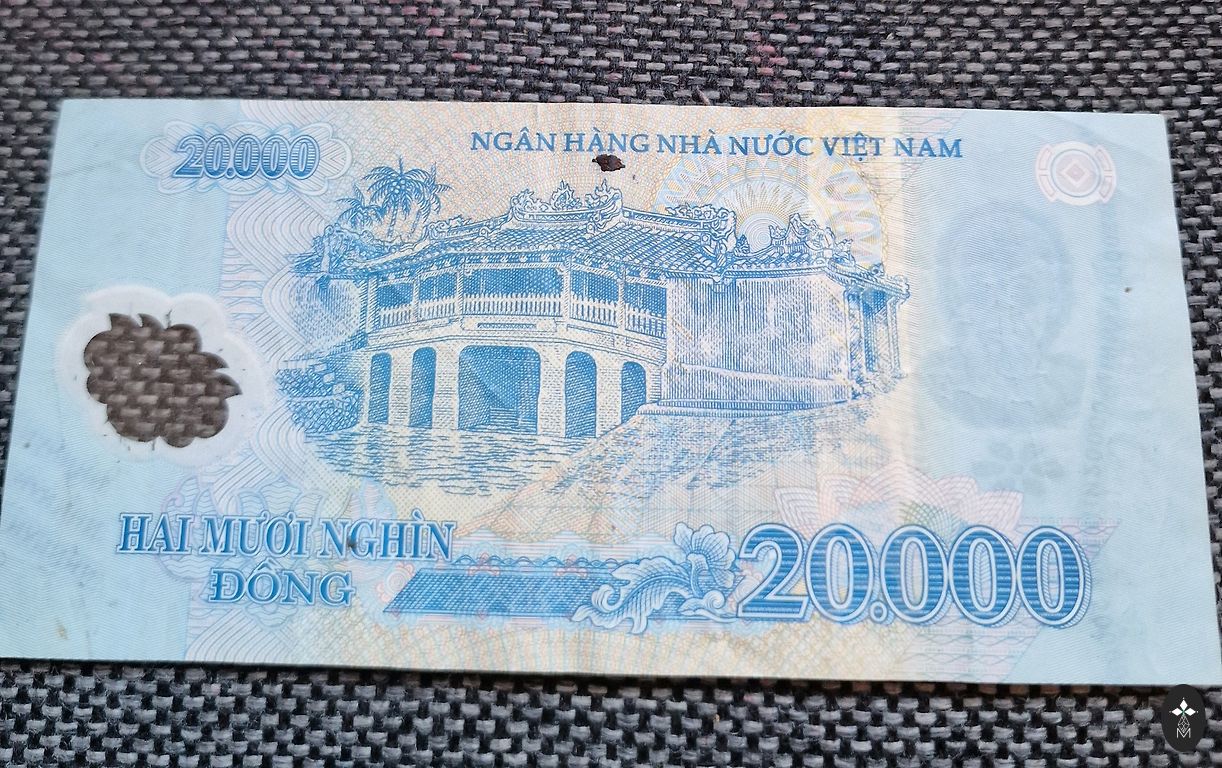 20.000
NGÂN HÀNG NHÀ NƯỚC VIỆT NAM
HAI MƯƠI NGHÌN
ĐỒNG
20.000